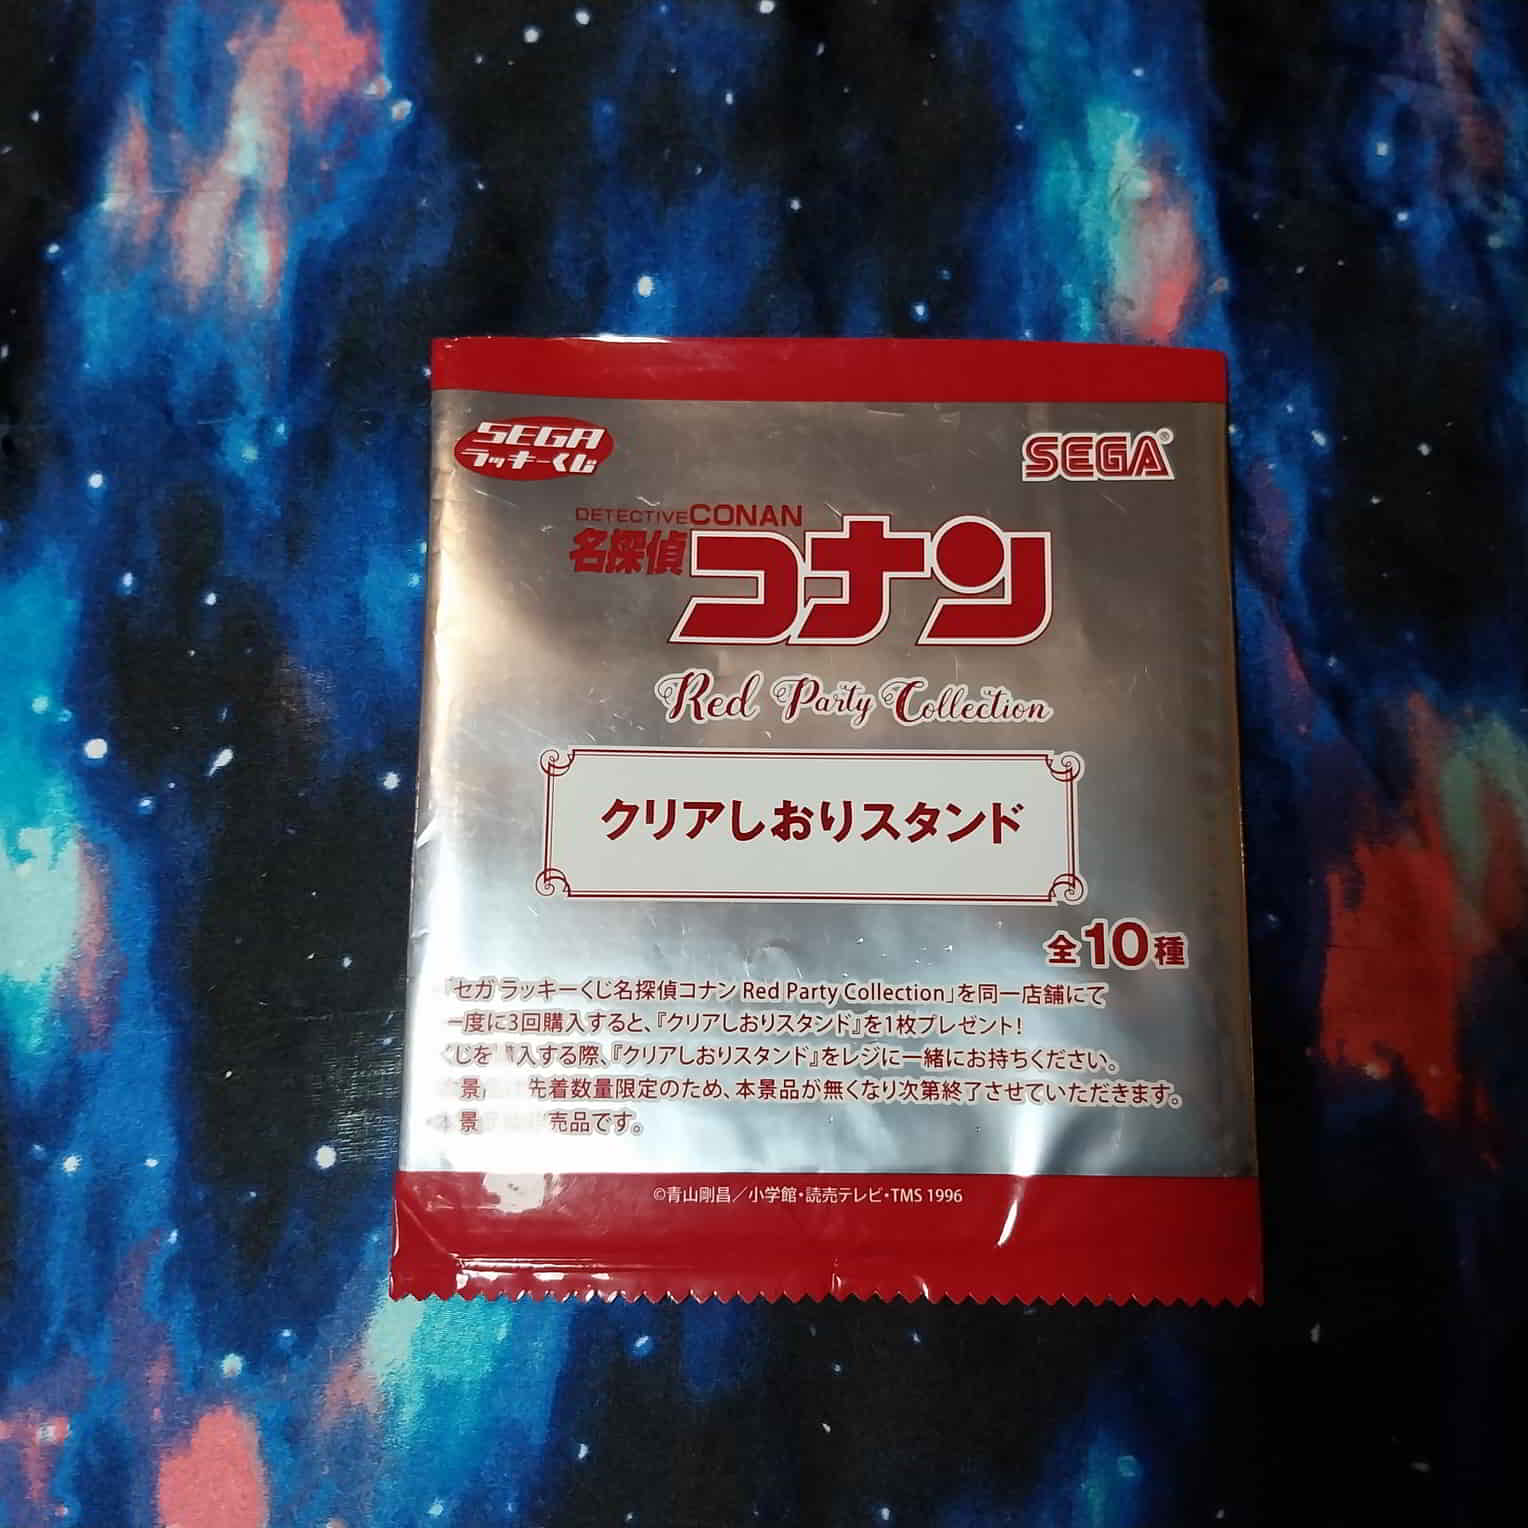 SEGA
ラッキーくじ
SEGA®
DETECTIVE CONAN
名探偵
コナン
Red Party Collection
クリアしおりスタンド
全10種
「セガ ラッキーくじ名探偵コナン Red Party Collection」を同一店舗にて
一度に3回購入すると、『クリアしおりスタンド』を1枚プレゼント!
くじを 入する際、『クリアしおりスタンド』をレジに一緒にお持ちください。
景 先着数量限定のため、本景品が無くなり次第終了させていただきます。
景 売品です。
©青山剛昌／小学館・読売テレビ・TMS 1996